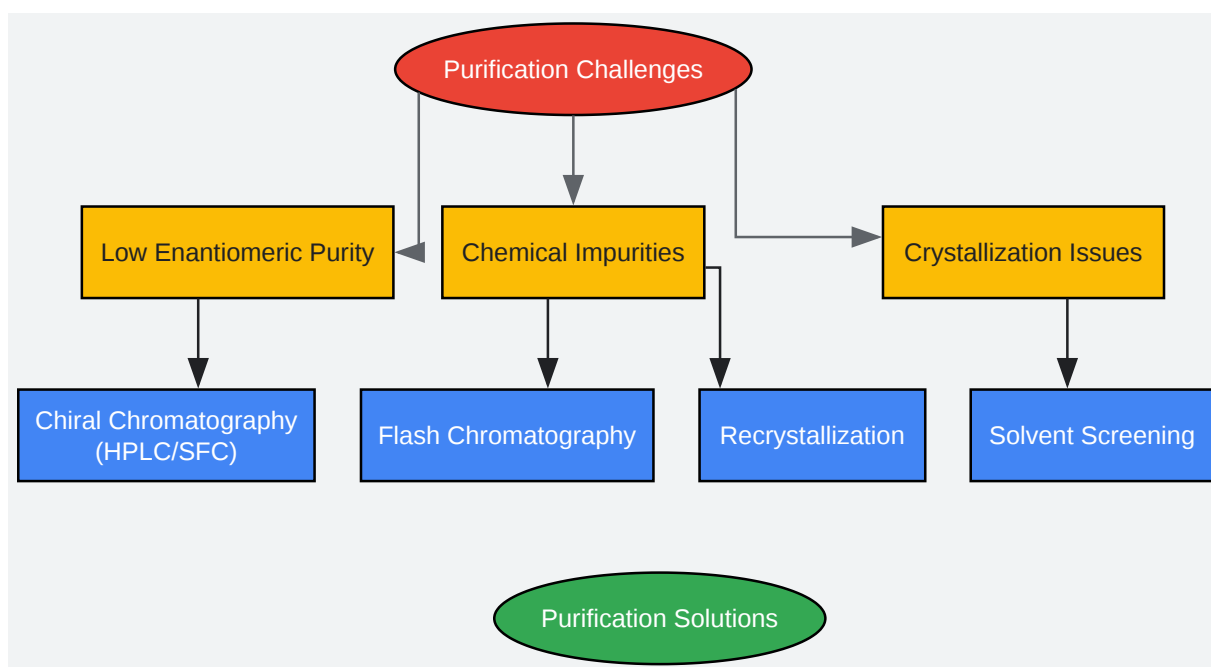 Purification Challenges
Low Enantiomeric Purity
Chemical Impurities
Crystallization Issues
Chiral Chromatography
(HPLC/SFC)
Flash Chromatography
Recrystallization
Solvent Screening
Purification Solutions